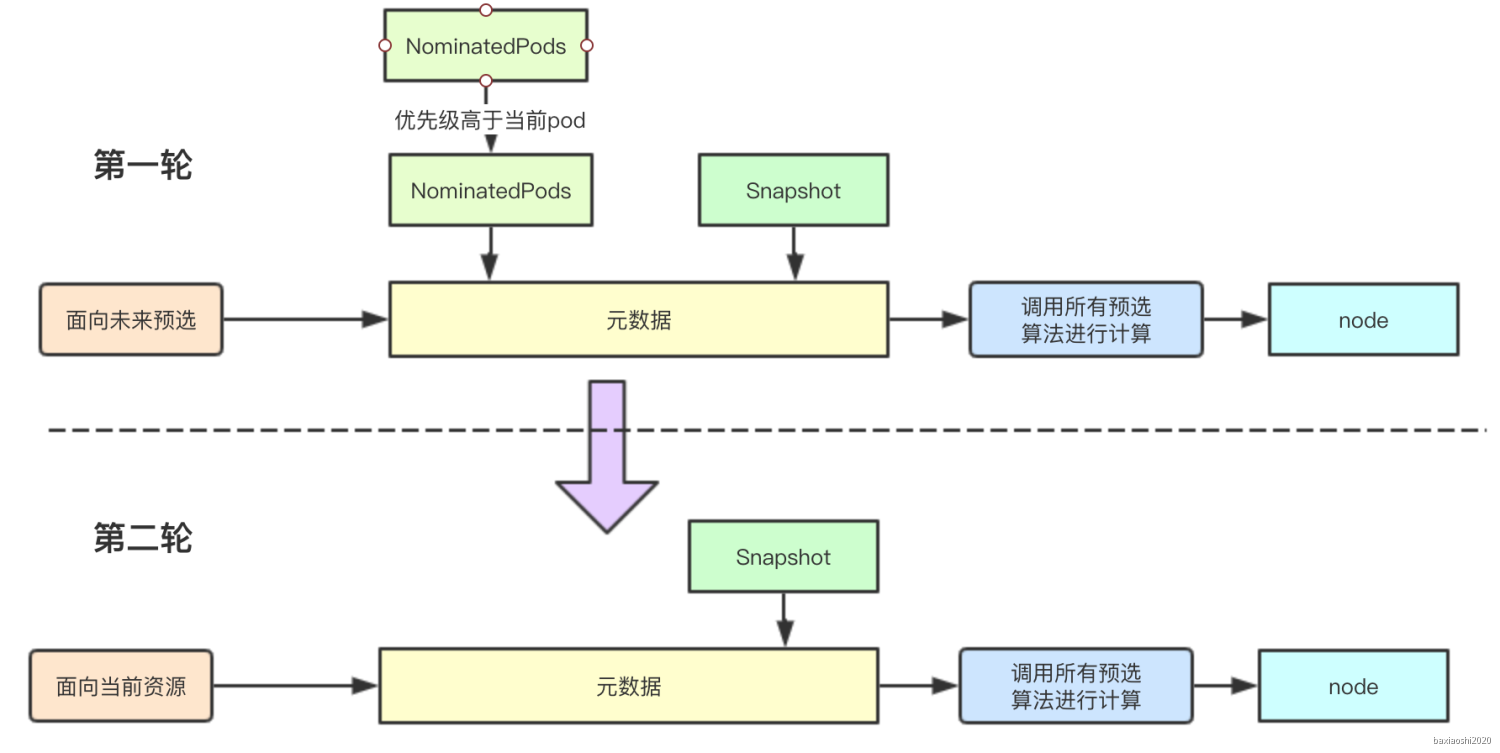 NominatedPods
优先级高于当前pod
第一轮
NominatedPods
Snapshot
面向未来预选
元数据
调用所有预选
算法进行计算
node
第二轮
Snapshot
面向当前资源
元数据
调用所有预选
算法进行计算
node
baxiaoshi2020